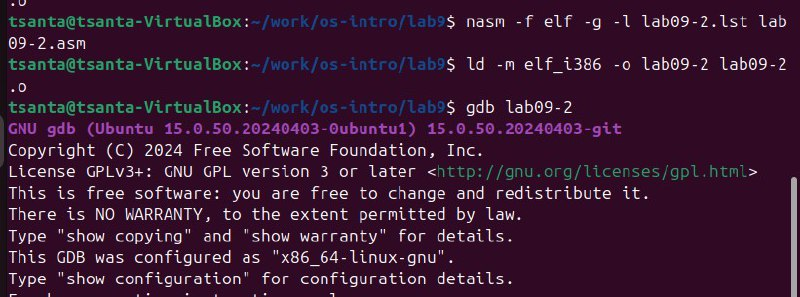 .o
tsanta@tsanta-VirtualBox:~/work/os-intro/lab9$ nasm -f elf -g -l lab09-2.lst lab
09-2.asm
tsanta@tsanta-VirtualBox:~/work/os-intro/lab9$ ld -m elf_i386 -o lab09-2 lab09-2
.o
tsanta@tsanta-VirtualBox:~/work/os-intro/lab9$ gdb lab09-2
GNU gdb (Ubuntu 15.0.50.20240403-0ubuntu1) 15.0.50.20240403-git
Copyright (C) 2024 Free Software Foundation, Inc.
License GPLv3+: GNU GPL version 3 or later <http://gnu.org/licenses/gpl.html>
This is free software: you are free to change and redistribute it.
There is NO WARRANTY, to the extent permitted by law.
Type "show copying" and "show warranty" for details.
This GDB was configured as "x86_64-linux-gnu".
Type "show configuration" for configuration details.